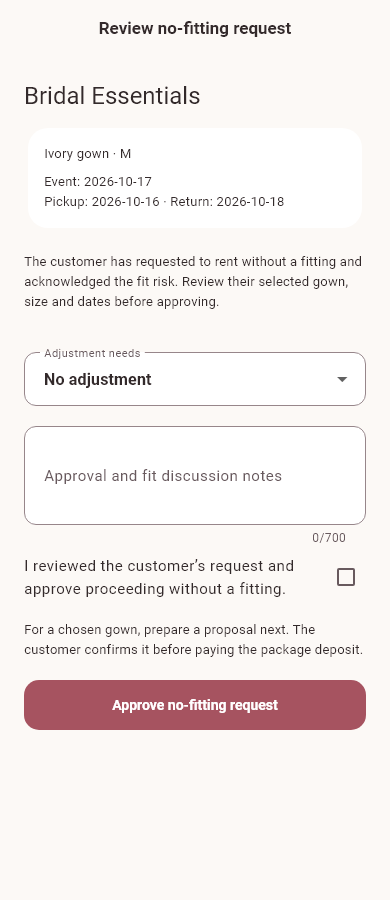 Review no-fitting request
Bridal Essentials
Ivory gown · M
Event: 2026-10-17
Pickup: 2026-10-16 · Return: 2026-10-18
The customer has requested to rent without a fitting and
acknowledged the fit risk. Review their selected gown,
size and dates before approving.
Adjustment needs
No adjustment
Approval and fit discussion notes
0/700
I reviewed the customer’s request and
approve proceeding without a fitting.
For a chosen gown, prepare a proposal next. The
customer confirms it before paying the package deposit.
Approve no-fitting request